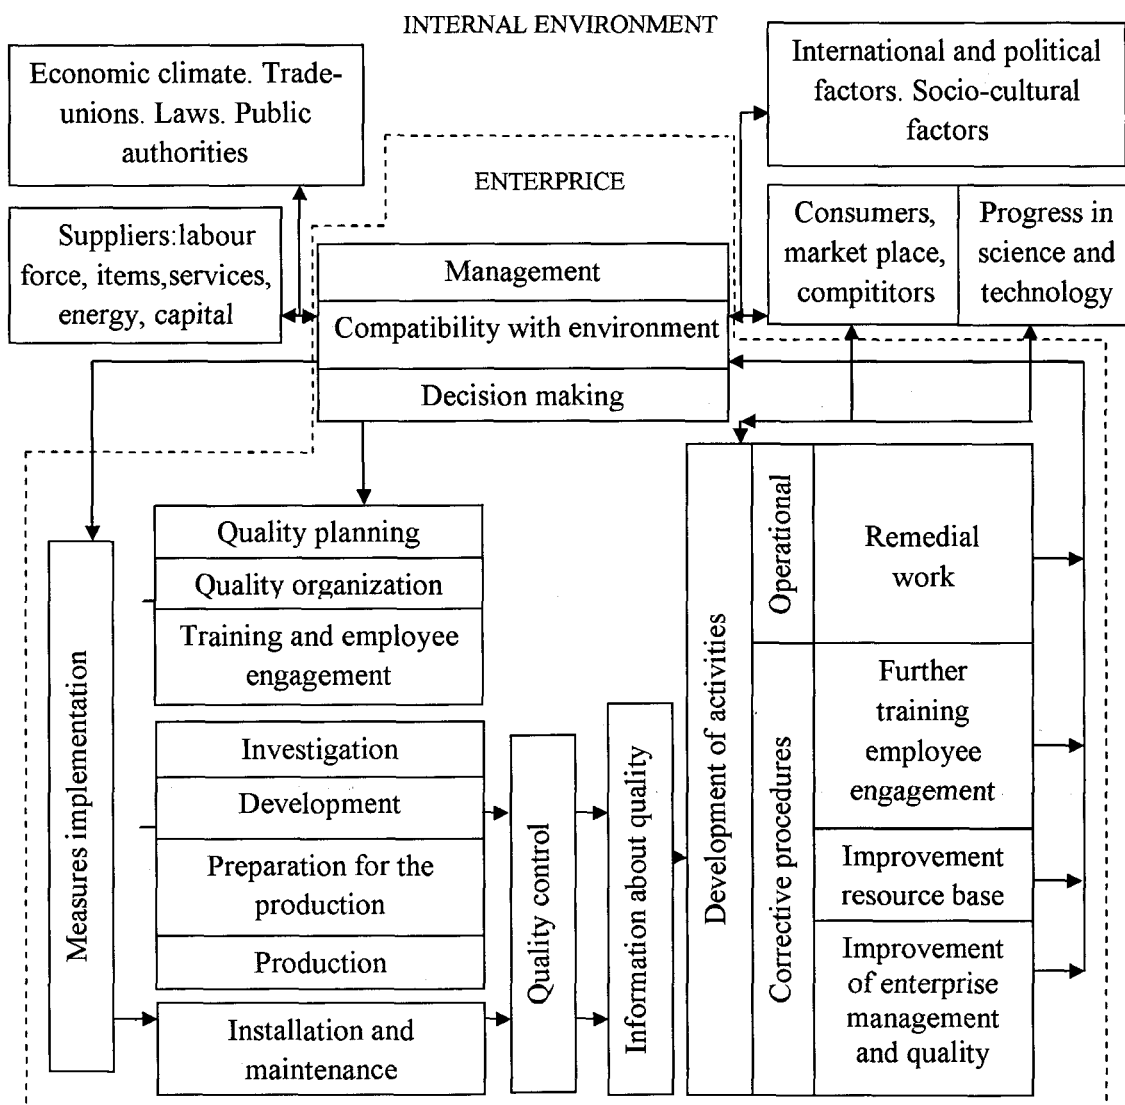 INTERNAL ENVIRONMENT
Economic climate. Trade-
unions. Laws. Public
authorities
International and political
factors. Socio-cultural
factors
ENTERPRICE
Suppliers:labour
force, items,services,
energy, capital
Consumers,
market place,
compititors
Progress in
science and
technology
Management
Compatibility with environment
Decision making
Measures implementation
Quality planning
Quality organization
Training and employee
engagement
Investigation
Development
Preparation for the
production
Production
Installation and
maintenance
Quality control
Information about quality
Development of activities
Operational
Corrective procedures
Remedial
work
Further
training
employee
engagement
Improvement
resource base
Improvement
of enterprise
management
and quality